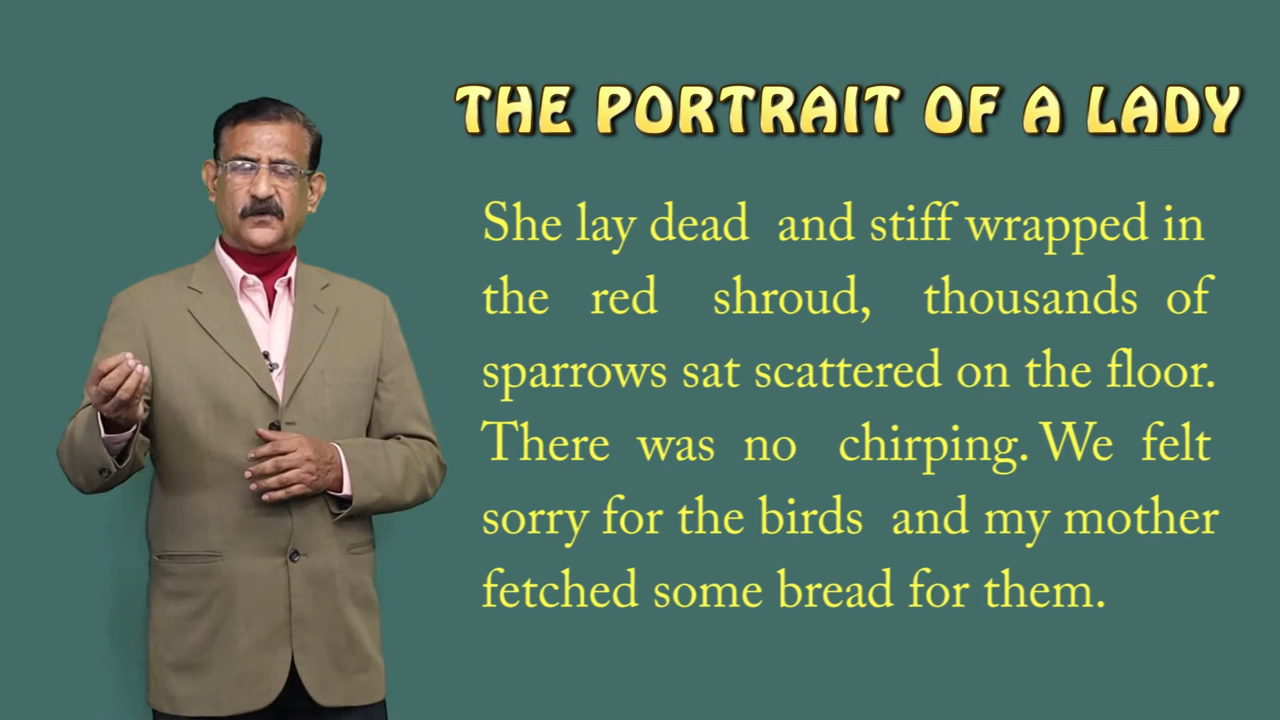 THE PORTRAIT OF A LADY
She lay dead and stiff wrapped in
the red shroud, thousands of
sparrows sat scattered on the floor.
There was no chirping. We felt
sorry for the birds and my mother
fetched some bread for them.